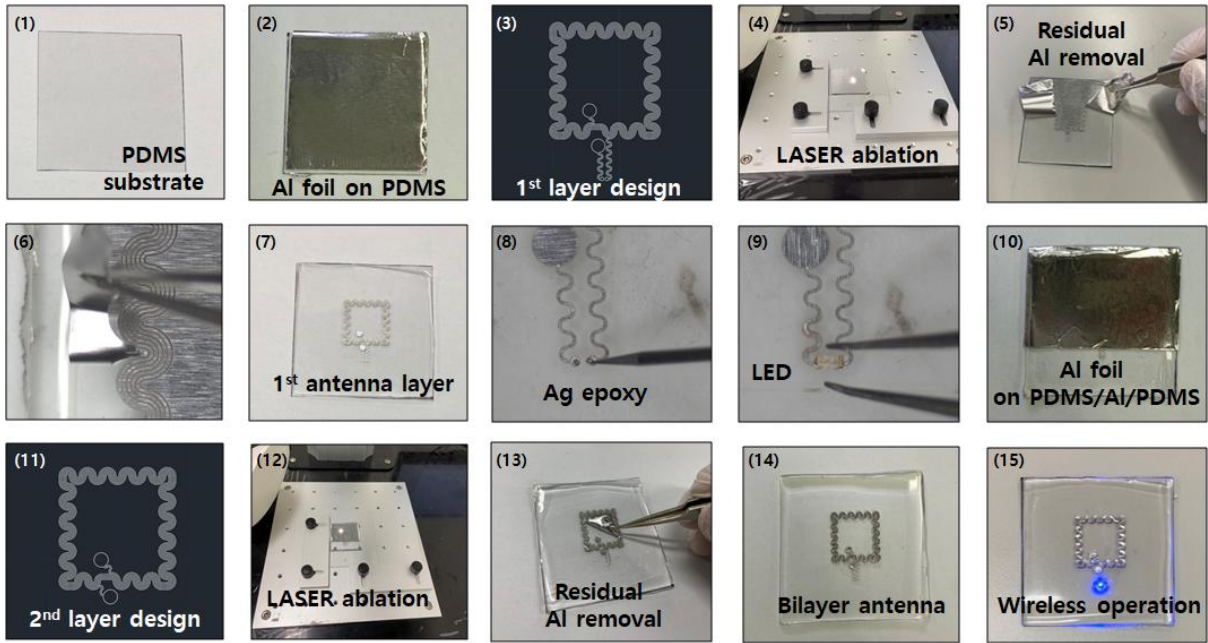 (1)
PDMS
substrate
(2)
Al foil on PDMS
(3)
1st layer design
(4)
LASER ablation
(5)
Residual
Al removal
(6)
(7)
1st antenna layer
(8)
Ag epoxy
(9)
LED
(10)
Al foil
on PDMS/Al/PDMS
(11)
2nd layer design
(12)
LASER ablation
(13)
Residual
Al removal
(14)
Bilayer antenna
(15)
Wireless operation